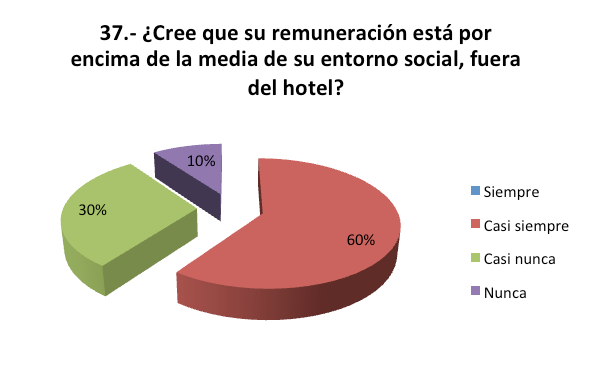 37.- ¿Cree que su remuneración está por
encima de la media de su entorno social, fuera
del hotel?
10%
30%
60%
Siempre
Casi siempre
Casi nunca
Nunca